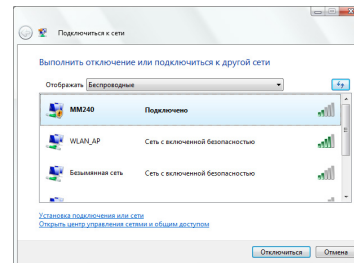 Подключиться к сети
Выполнить отключение или подключиться к другой сети
Отображать Беспроводные
MM240 Подключено
WLAN_AP Сеть с включенной безопасностью
Безымянная сеть Сеть с включенной безопасностью
Установка подключения или сети
Открыть центр управления сетями и общим доступом
Отключиться Отмена